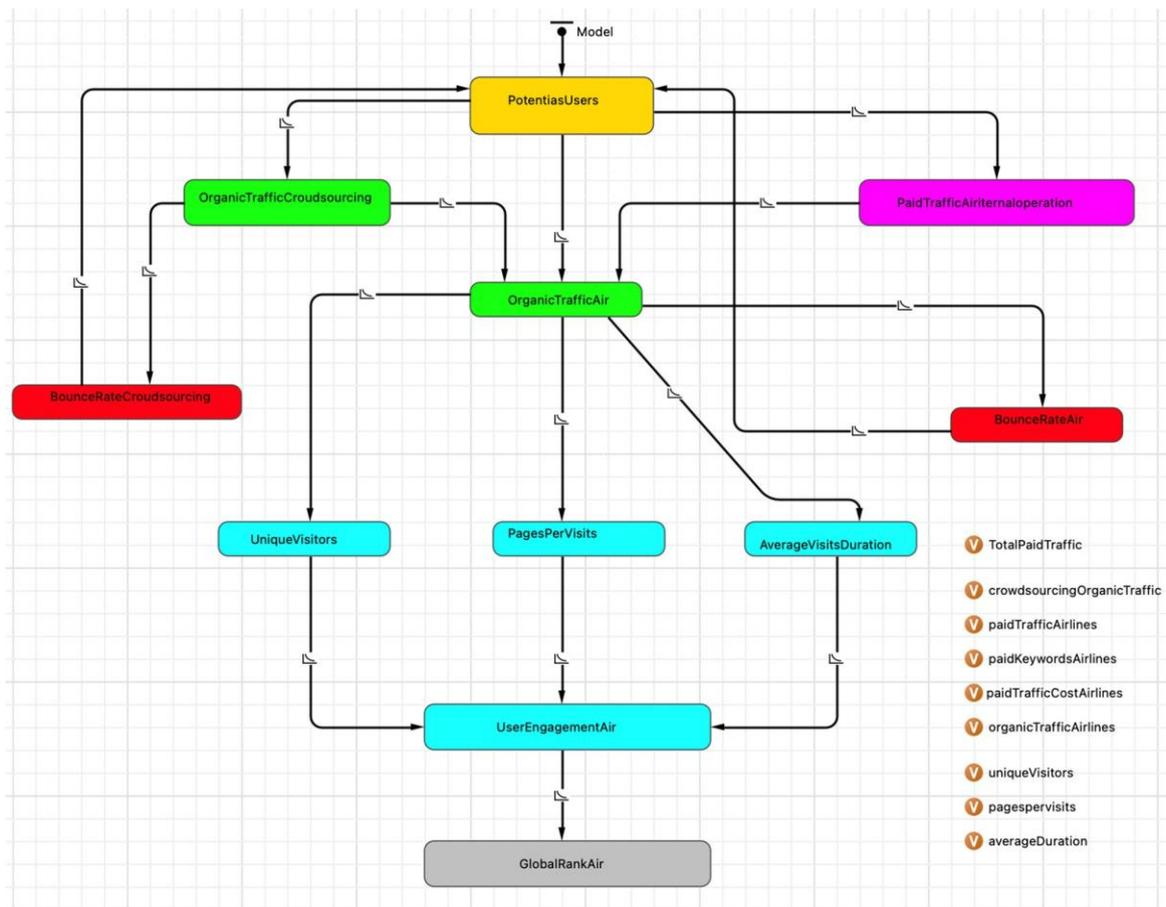 Model
PotentiasUsers
OrganicTrafficCroudsourcing
PaidTrafficAiriternaloperation
OrganicTrafficAir
BounceRateCroudsourcing
BounceRateAir
UniqueVisitors
PagesPerVisits
AverageVisitsDuration
UserEngagementAir
GlobalRankAir
V TotalPaidTraffic
V crowdsourcingOrganicTraffic
V paidTrafficAirlines
V paidKeywordsAirlines
V paidTrafficCostAirlines
V organicTrafficAirlines
V uniqueVisitors
V pagespervisits
V averageDuration